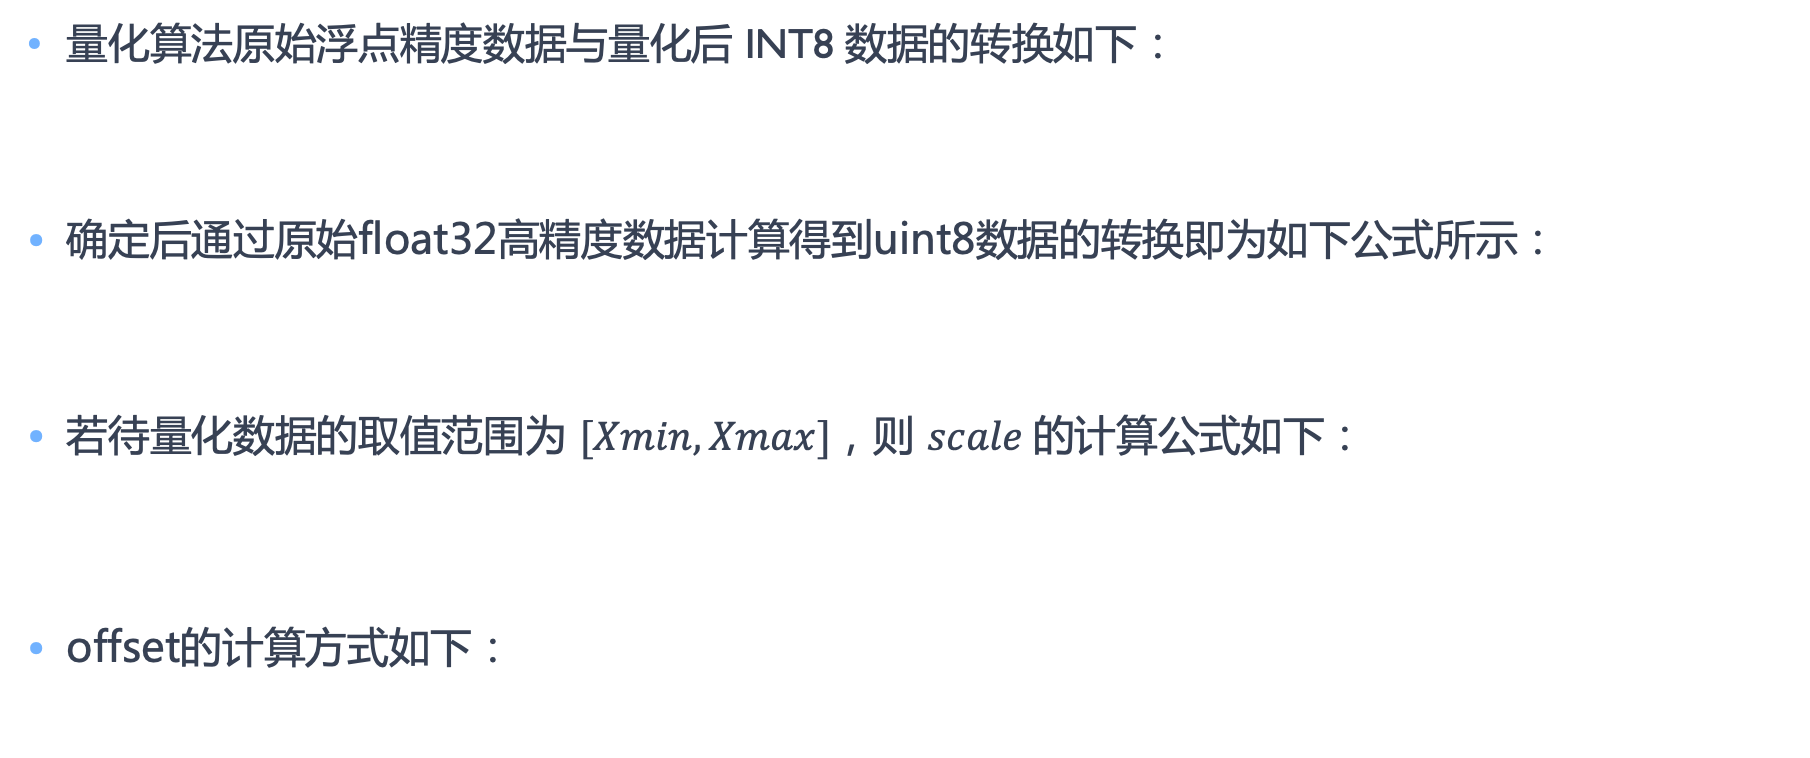 • 量化算法原始浮点精度数据与量化后 INT8 数据的转换如下：
• 确定后通过原始float32高精度数据计算得到uint8数据的转换即为如下公式所示：
• 若待量化数据的取值范围为 [Xmin, Xmax]，则 scale 的计算公式如下：
• offset的计算方式如下：